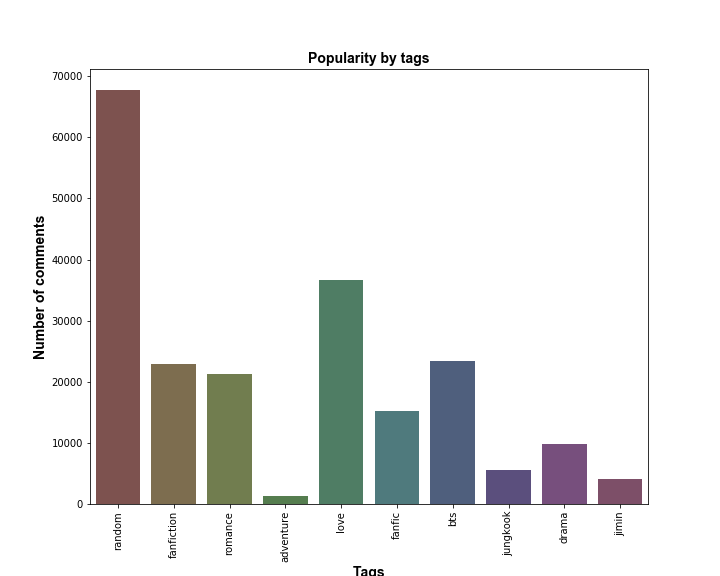 Popularity by tags
70000
60000
50000
40000
30000
20000
10000
0
Number of comments
random
fanfiction
romance
adventure
love
fanfic
bts
jungkook
drama
jimin
Tags